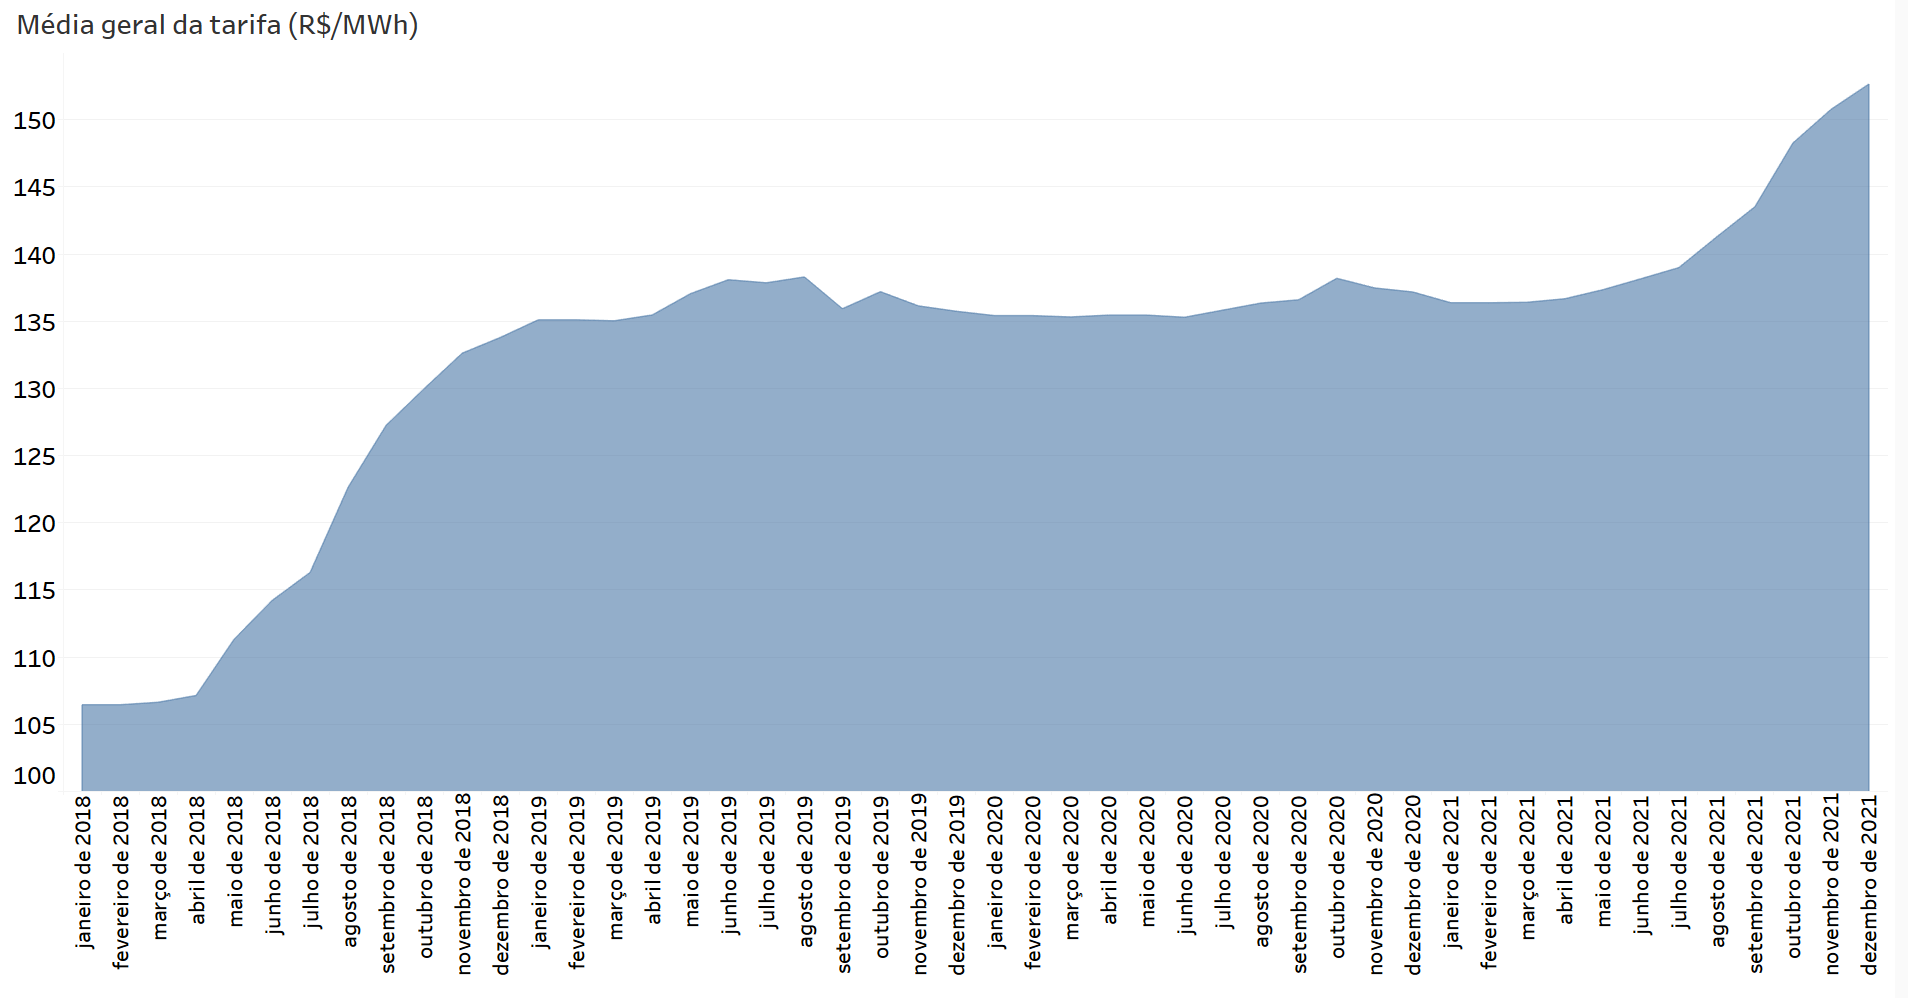 Média geral da tarifa (R$/MWh)
150
145
140
135
130
125
120
115
110
105
100
janeiro de 2018
fevereiro de 2018
março de 2018
abril de 2018
maio de 2018
junho de 2018
julho de 2018
agosto de 2018
setembro de 2018
outubro de 2018
novembro de 2018
dezembro de 2018
janeiro de 2019
fevereiro de 2019
março de 2019
abril de 2019
maio de 2019
junho de 2019
julho de 2019
agosto de 2019
setembro de 2019
outubro de 2019
novembro de 2019
dezembro de 2019
janeiro de 2020
fevereiro de 2020
março de 2020
abril de 2020
maio de 2020
junho de 2020
julho de 2020
agosto de 2020
setembro de 2020
outubro de 2020
novembro de 2020
dezembro de 2020
janeiro de 2021
fevereiro de 2021
março de 2021
abril de 2021
maio de 2021
junho de 2021
julho de 2021
agosto de 2021
setembro de 2021
outubro de 2021
novembro de 2021
dezembro de 2021